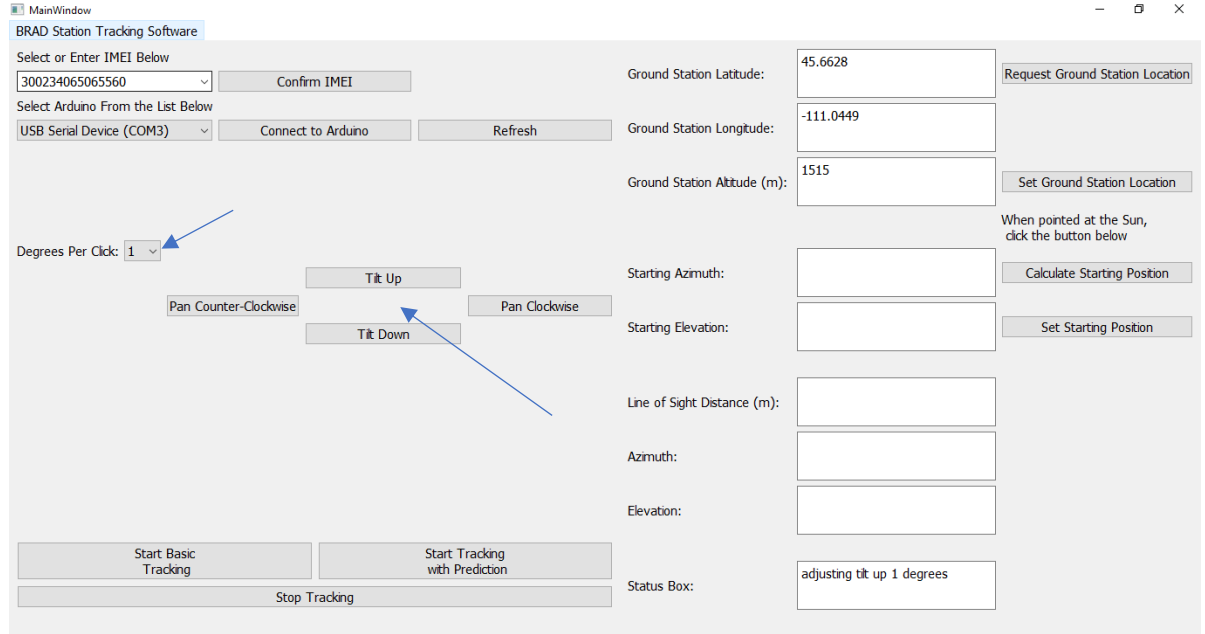 MainWindow
BRAD Station Tracking Software
Select or Enter IMEI Below
300234065065560
Confirm IMEI
Select Arduino From the List Below
USB Serial Device (COM3)
Connect to Arduino
Refresh
Degrees Per Click:
1
Tilt Up
Pan Counter-Clockwise
Pan Clockwise
Tilt Down
Start Basic
Tracking
Start Tracking
with Prediction
Stop Tracking
Ground Station Latitude:
45.6628
Request Ground Station Location
Ground Station Longitude:
-111.0449
Ground Station Altitude (m):
1515
Set Ground Station Location
When pointed at the Sun,
click the button below
Starting Azimuth:
Calculate Starting Position
Starting Elevation:
Set Starting Position
Line of Sight Distance (m):
Azimuth:
Elevation:
Status Box:
adjusting tilt up 1 degrees